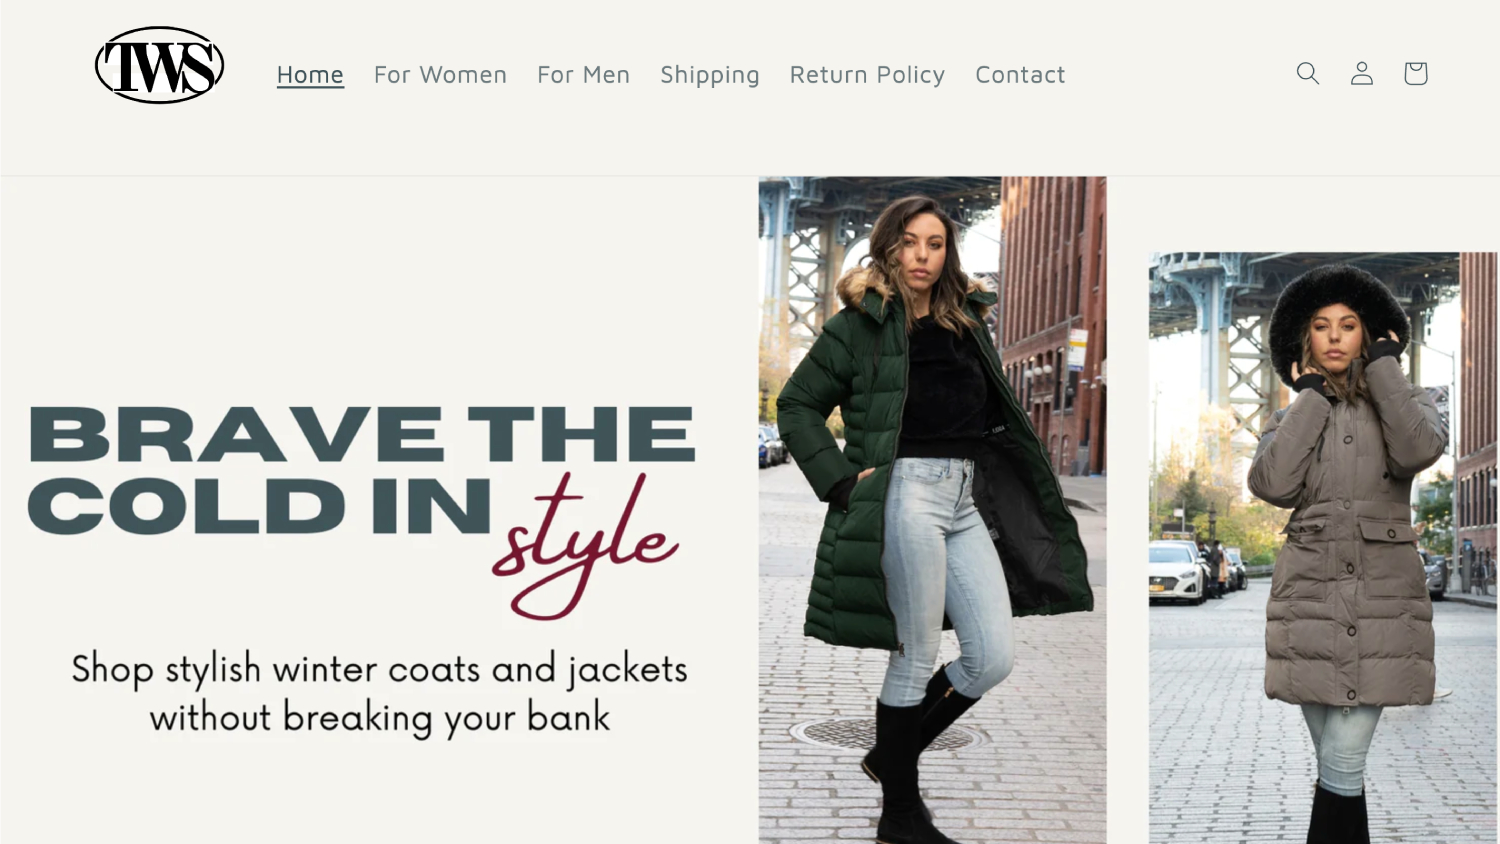 TWS
Home For Women For Men Shipping Return Policy Contact
BRAVE THE
COLD IN style
Shop stylish winter coats and jackets
without breaking your bank